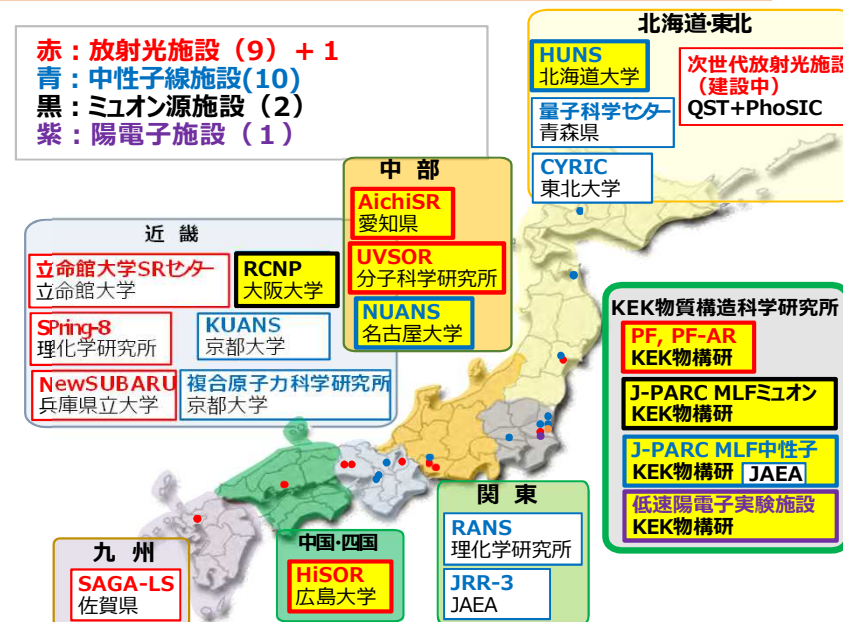 赤：放射光施設（9）＋1
青：中性子線施設(10)
黒：ミュオン源施設（2）
紫：陽電子施設（1）
北海道･東北
HUNS
北海道大学
次世代放射光施設
（建設中）
QST+PhoSIC
量子科学センター
青森県
CYRIC
東北大学
中 部
AichiSR
愛知県
UVSOR
分子科学研究所
NUANS
名古屋大学
近 畿
立命館大学SRセンター
立命館大学
RCNP
大阪大学
SPring-8
理化学研究所
KUANS
京都大学
NewSUBARU
兵庫県立大学
複合原子力科学研究所
京都大学
KEK物質構造科学研究所
PF, PF-AR
KEK物構研
J-PARC MLFミュオン
KEK物構研
J-PARC MLF中性子
KEK物構研 JAEA
低速陽電子実験施設
KEK物構研
関 東
RANS
理化学研究所
JRR-3
JAEA
中国･四国
HiSOR
広島大学
九 州
SAGA-LS
佐賀県